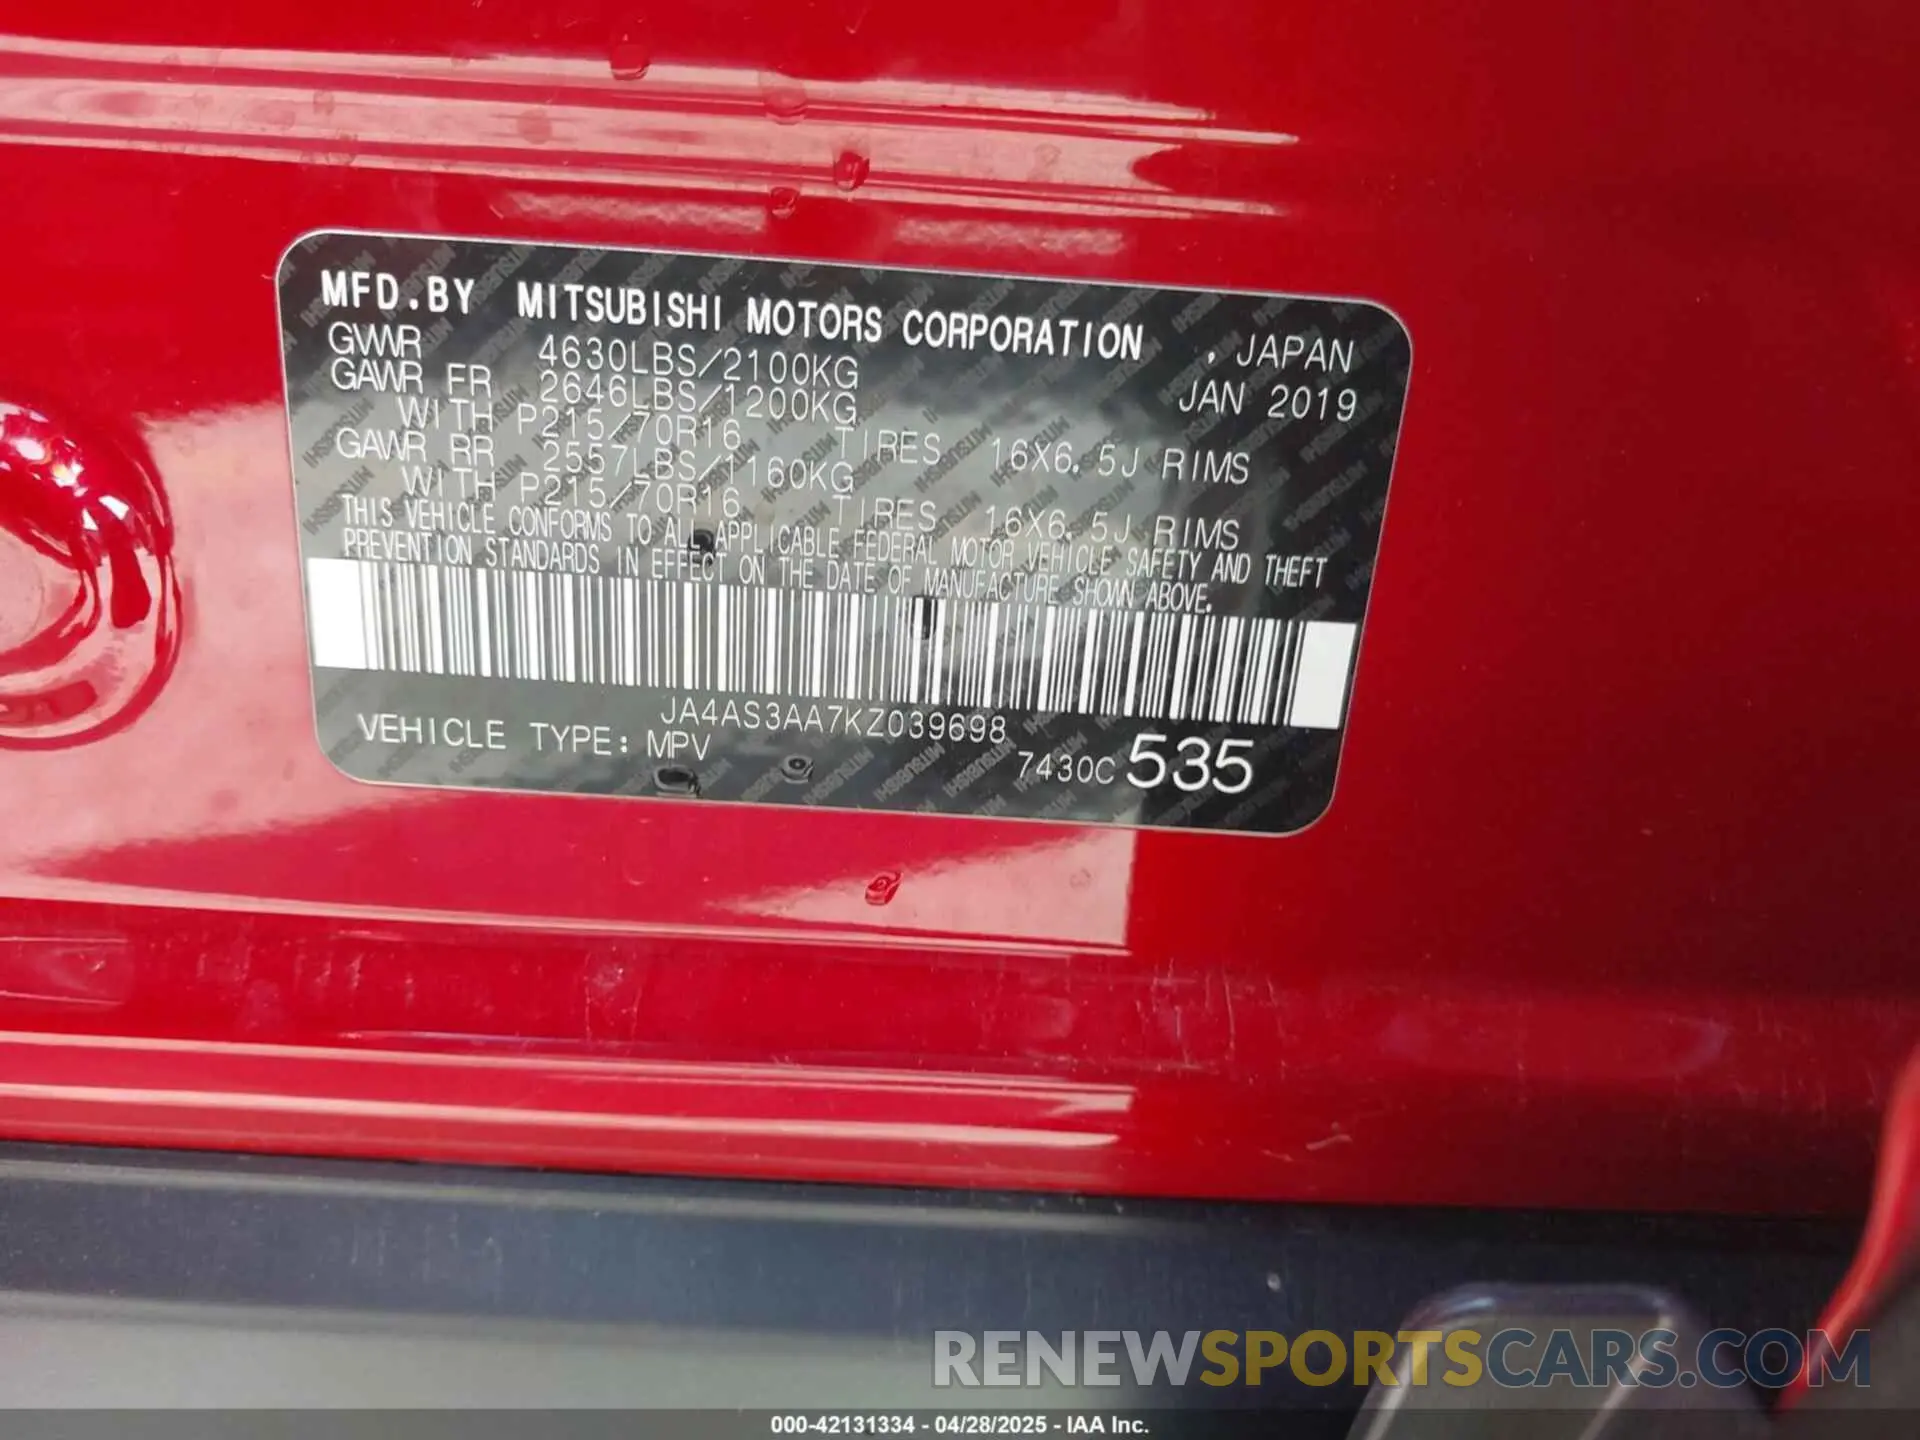 MFD.BY MITSUBISHI MOTORS CORPORATION , JAPAN
GVWR 4630LBS/2100KG JAN 2019
GAWR FR 2646LBS/1200KG
WITH P215/70R16 TIRES 16X6.5J RIMS
GAWR RR 2557LBS/1160KG
WITH P215/70R16 TIRES 16X6.5J RIMS
THIS VEHICLE CONFORMS TO ALL APPLICABLE FEDERAL MOTOR VEHICLE SAFETY AND THEFT
PREVENTION STANDARDS IN EFFECT ON THE DATE OF MANUFACTURE SHOWN ABOVE.
JA4AS3AA7KZ039698
VEHICLE TYPE: MPV
7430C 535
RENEWSPORTSCARS.COM
000-42131334 - 04/28/2025 - IAA Inc.